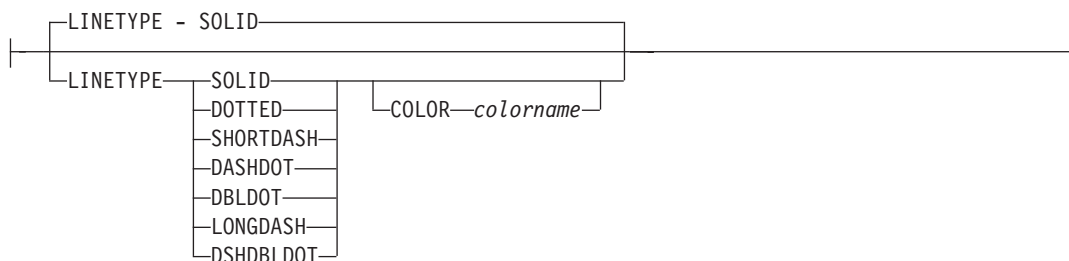 LINETYPE - SOLID
LINETYPE SOLID
DOTTED COLOR colorname
SHORTDASH
DASHDOT
DBLDOT
LONGDASH
DSHDBLDOT